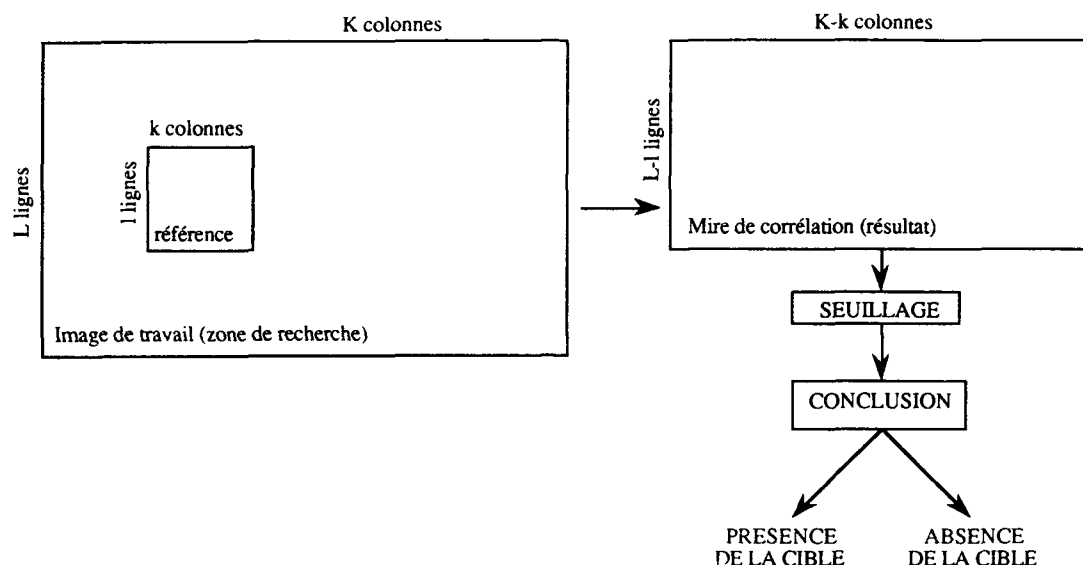 K colonnes
L lignes
k colonnes
l lignes
référence
Image de travail (zone de recherche)
K-k colonnes
L-l lignes
Mire de corrélation (résultat)
SEUILLAGE
CONCLUSION
PRESENCE
DE LA CIBLE
ABSENCE
DE LA CIBLE